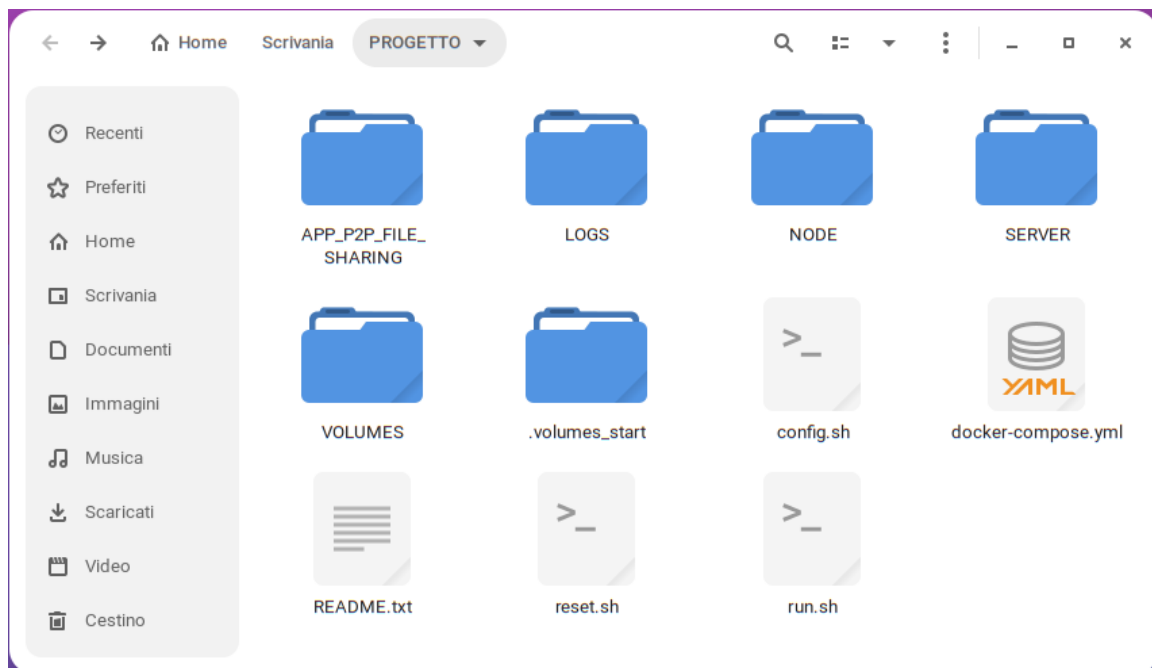 Home Scrivania PROGETTO
Recenti
Preferiti
Home
Scrivania
Documenti
Immagini
Musica
Scaricati
Video
Cestino
APP_P2P_FILE_
SHARING
LOGS
NODE
SERVER
VOLUMES
.volumes_start
>_
config.sh
YAML
docker-compose.yml
README.txt
>_
reset.sh
>_
run.sh